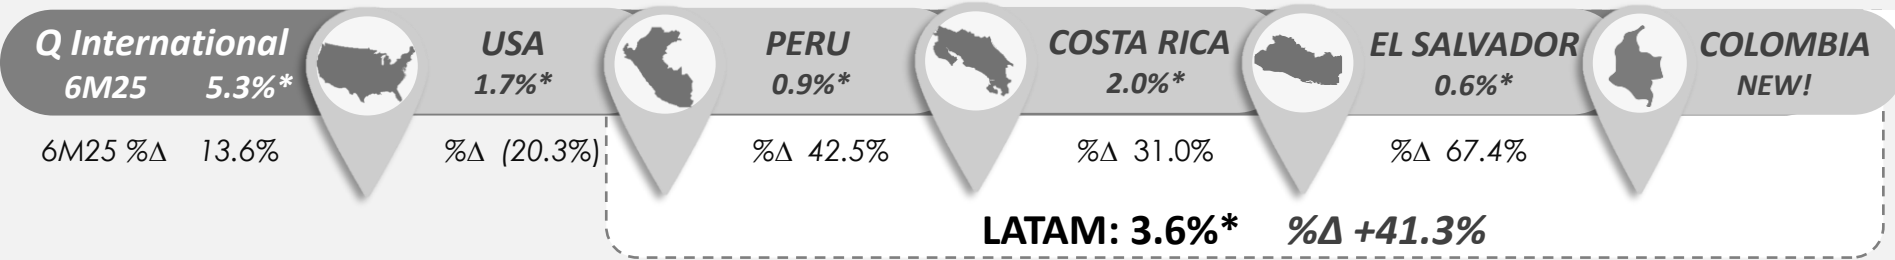 Q International
6M25 5.3%*
USA
1.7%*
PERU
0.9%*
COSTA RICA
2.0%*
EL SALVADOR
0.6%*
COLOMBIA
NEW!
6M25 %Δ 13.6%
%Δ (20.3%)
%Δ 42.5%
%Δ 31.0%
%Δ 67.4%
LATAM: 3.6%* %Δ +41.3%